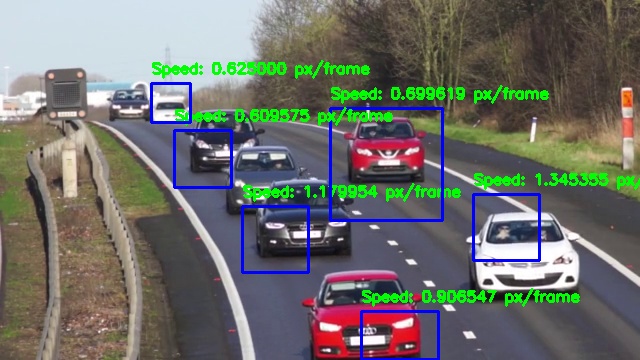 Speed: 0.625000 px/frame
Speed: 0.699619 px/frame
Speed: 0.609575 px/frame
Speed: 1.345355 px/
Speed: 1.179954 px/frame
Speed: 0.906547 px/frame